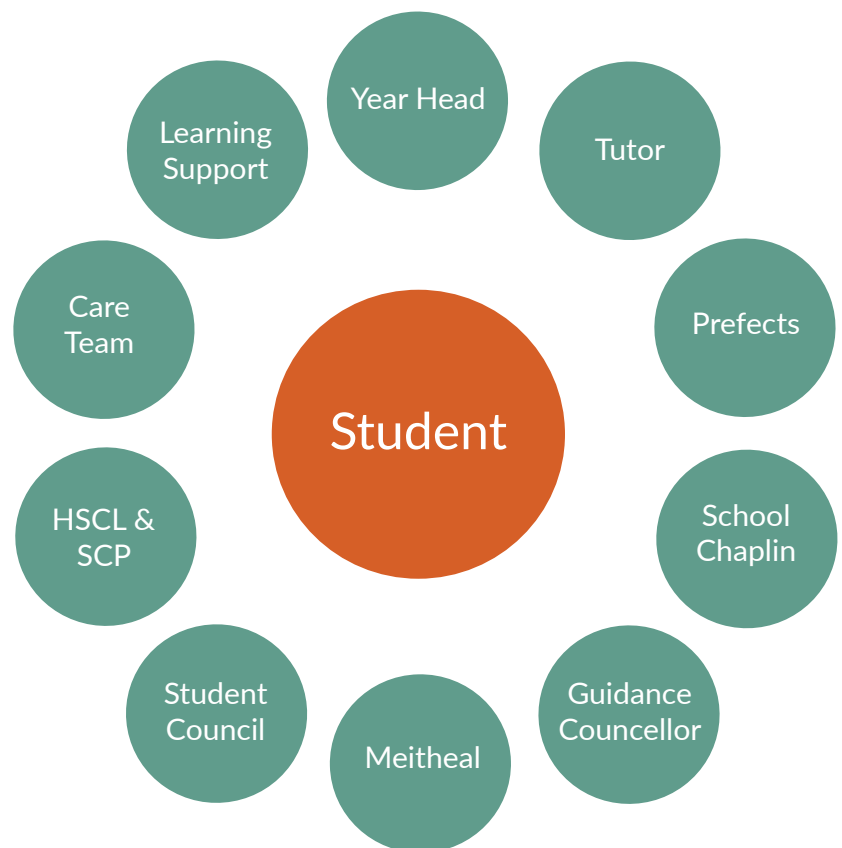 Year Head
Tutor
Prefects
School
Chaplin
Guidance
Councellor
Meitheal
Student
Council
HSCL &
SCP
Care
Team
Learning
Support
Student